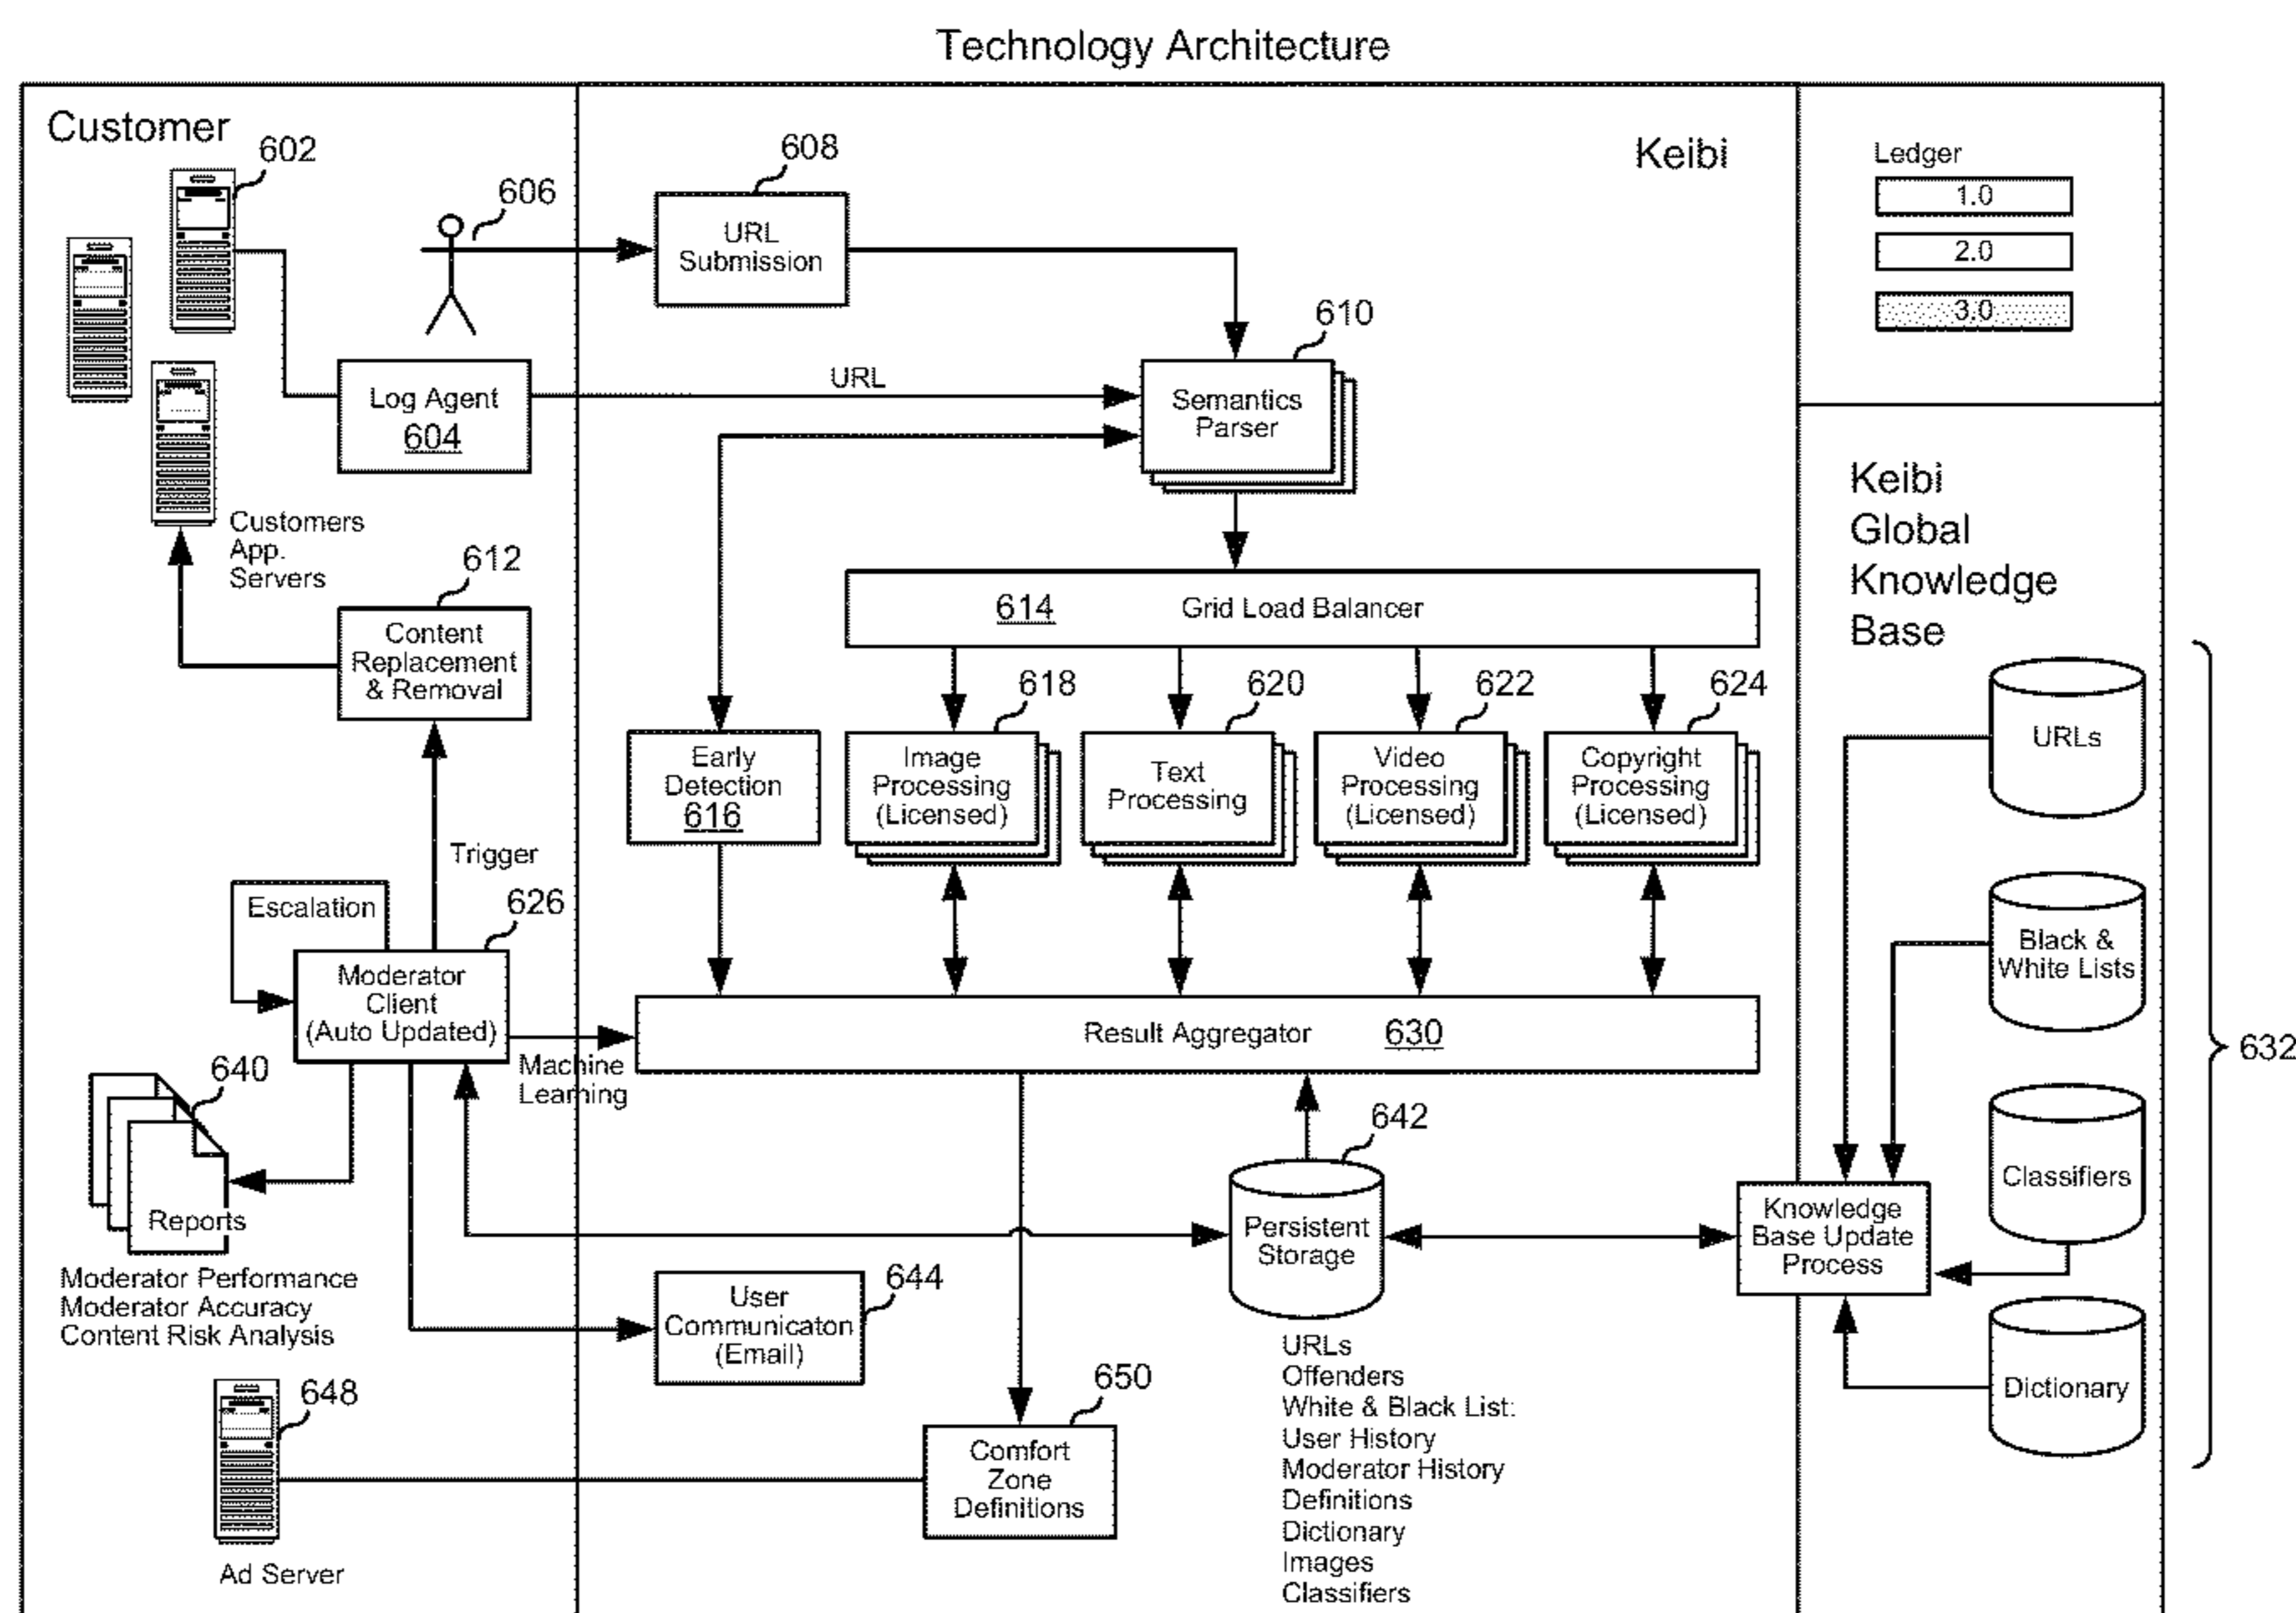 Technology Architecture
Customer
602
606
608
URL
Submission
Keibi
Ledger
1.0
2.0
3.0
610
Log Agent
604
URL
Semantics
Parser
Customers
App.
Servers
612
Content
Replacement
& Removal
614 Grid Load Balancer
Keibi
Global
Knowledge
Base
618
620
622
624
Early
Detection
616
Image
Processing
(Licensed)
Text
Processing
Video
Processing
(Licensed)
Copyright
Processing
(Licensed)
URLs
Trigger
Escalation
626
Moderator
Client
(Auto Updated)
Black &
White Lists
Result Aggregator 630
632
Machine
Learning
640
Reports
642
Persistent
Storage
Knowledge
Base Update
Process
Classifiers
Moderator Performance
Moderator Accuracy
Content Risk Analysis
644
User
Communicaton
(Email)
URLs
Offenders
White & Black List:
User History
Moderator History
Definitions
Dictionary
Images
Classifiers
Dictionary
648
Ad Server
650
Comfort
Zone
Definitions